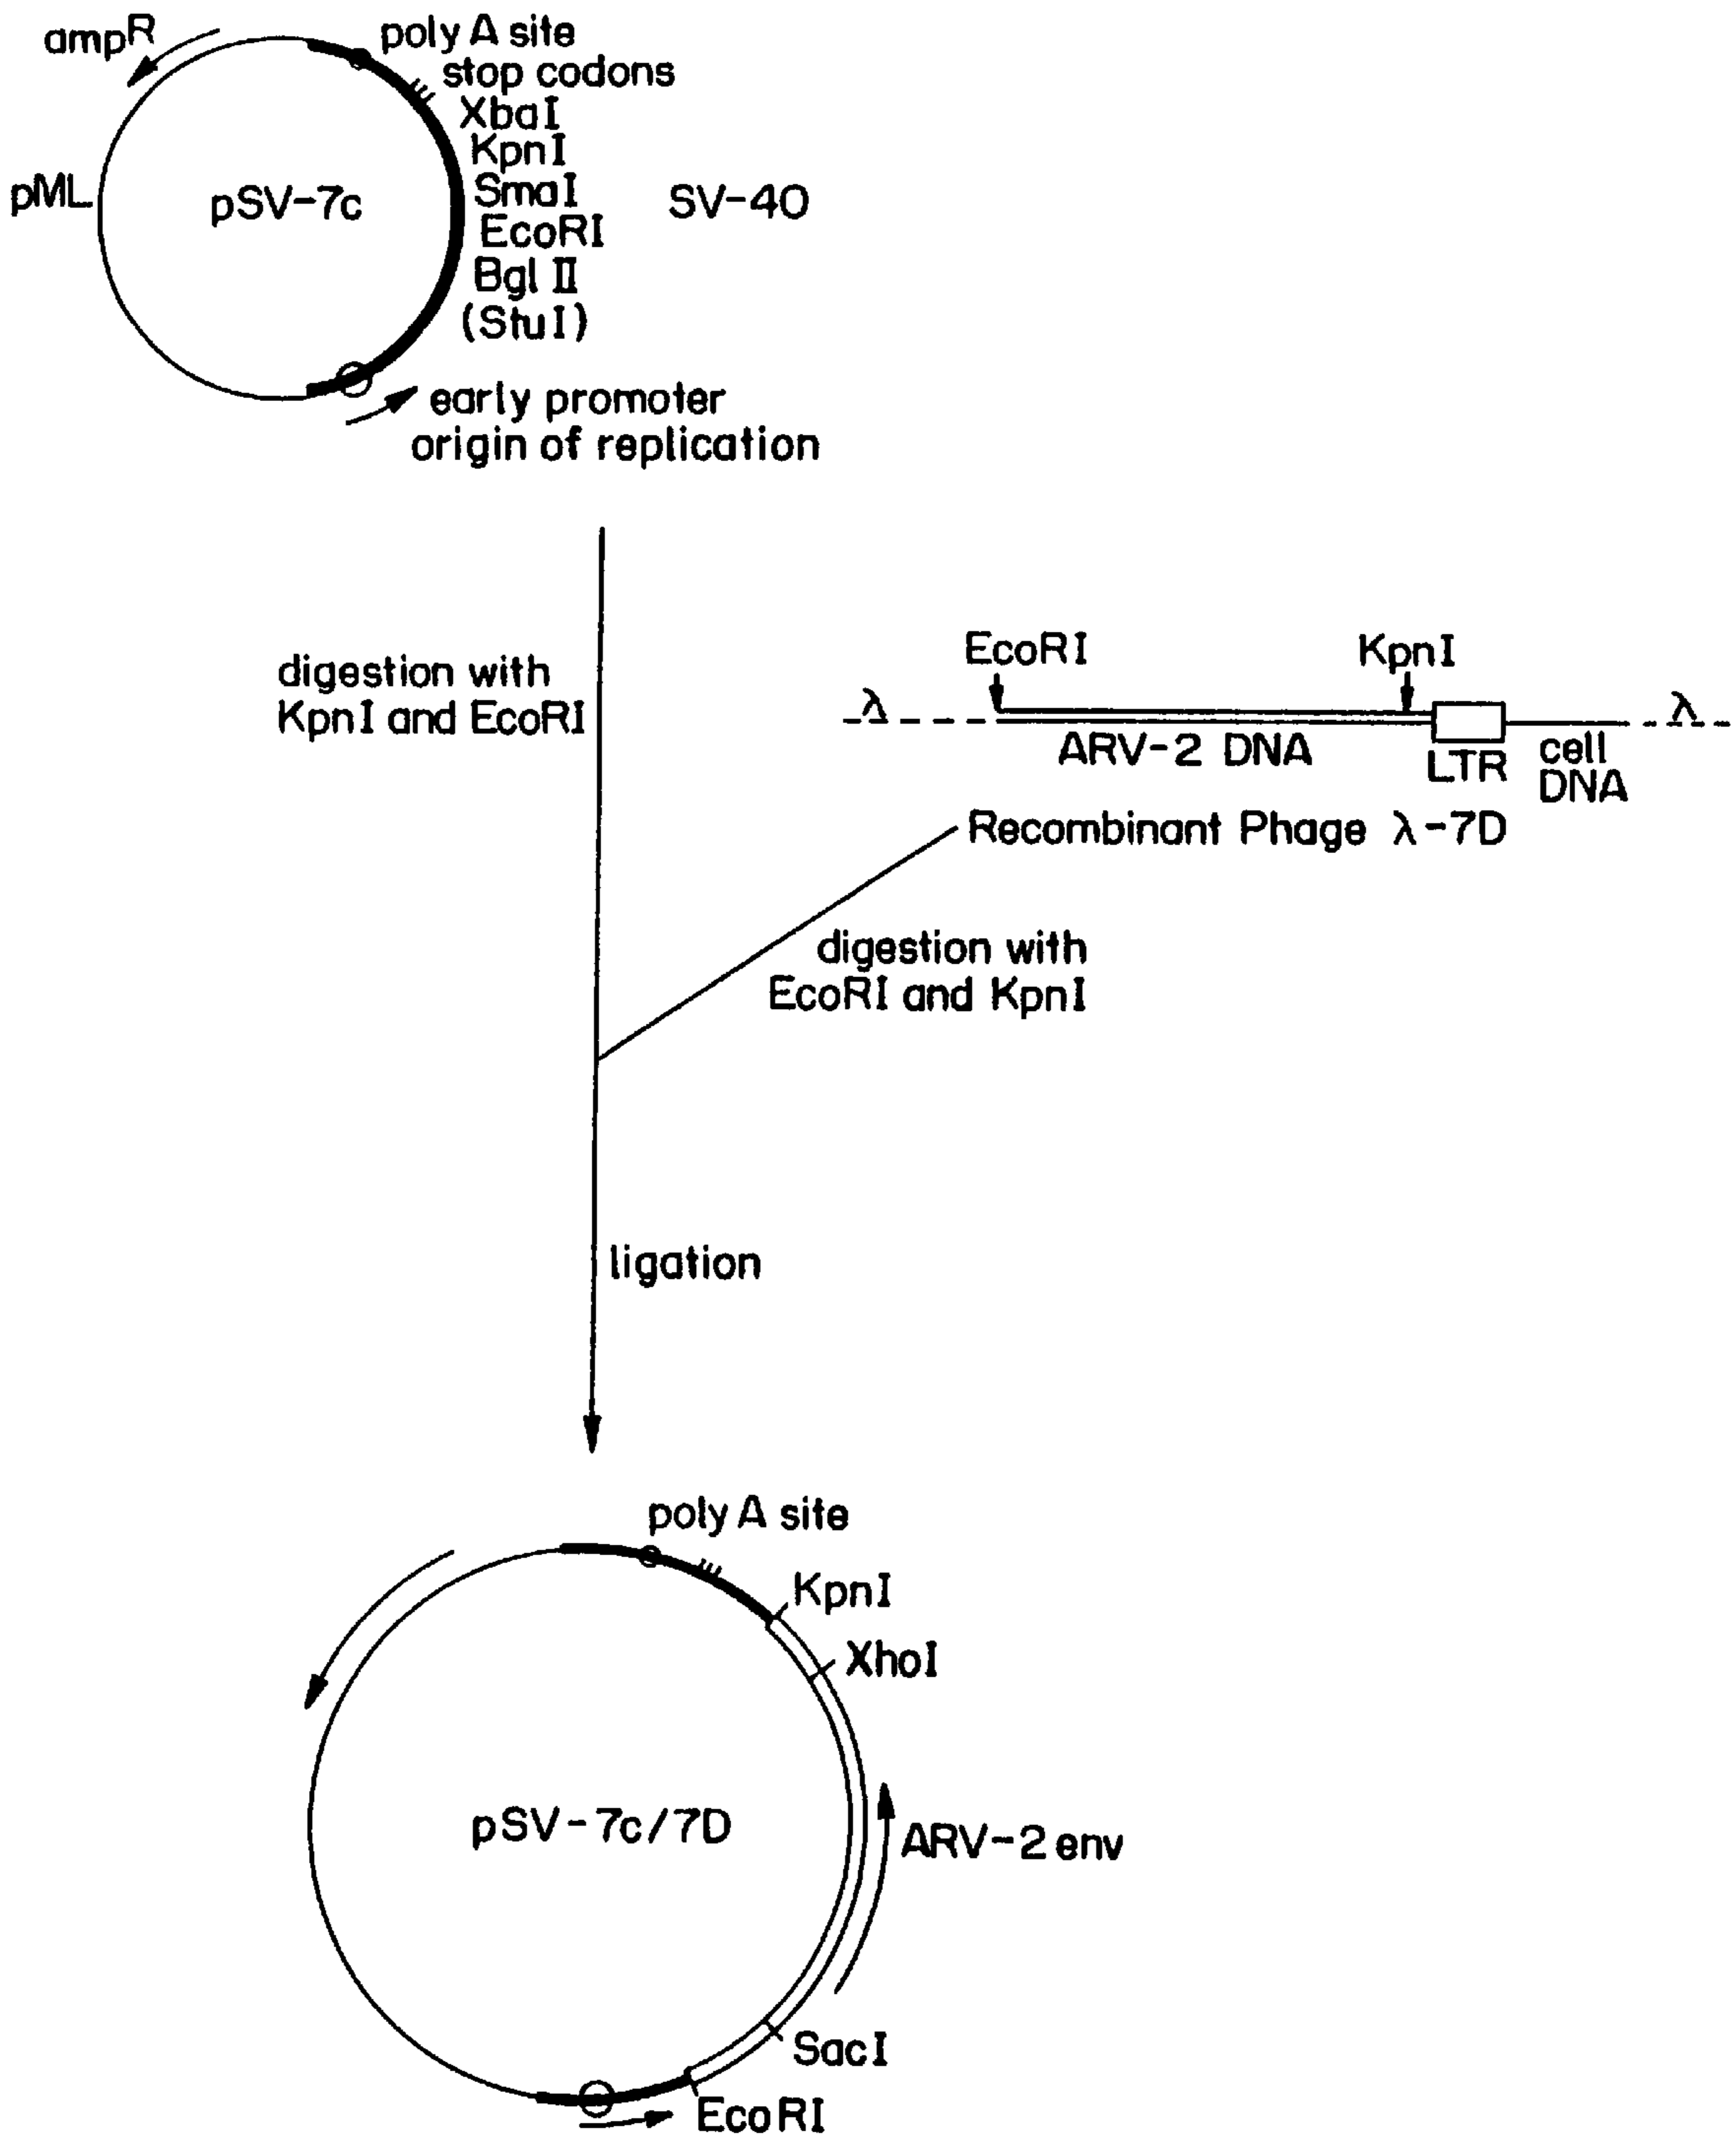 ampR
poly A site
stop codons
XbaI
KpnI
pML
pSV-7c
SmaI
SV-40
EcoRI
Bgl II
(StuI)
early promoter
origin of replication
digestion with
KpnI and EcoRI
EcoRI
KpnI
λ
λ
ARV-2 DNA
LTR
cell
DNA
Recombinant Phage λ-7D
digestion with
EcoRI and KpnI
ligation
poly A site
KpnI
XhoI
pSV-7c/7D
ARV-2 env
SacI
EcoRI